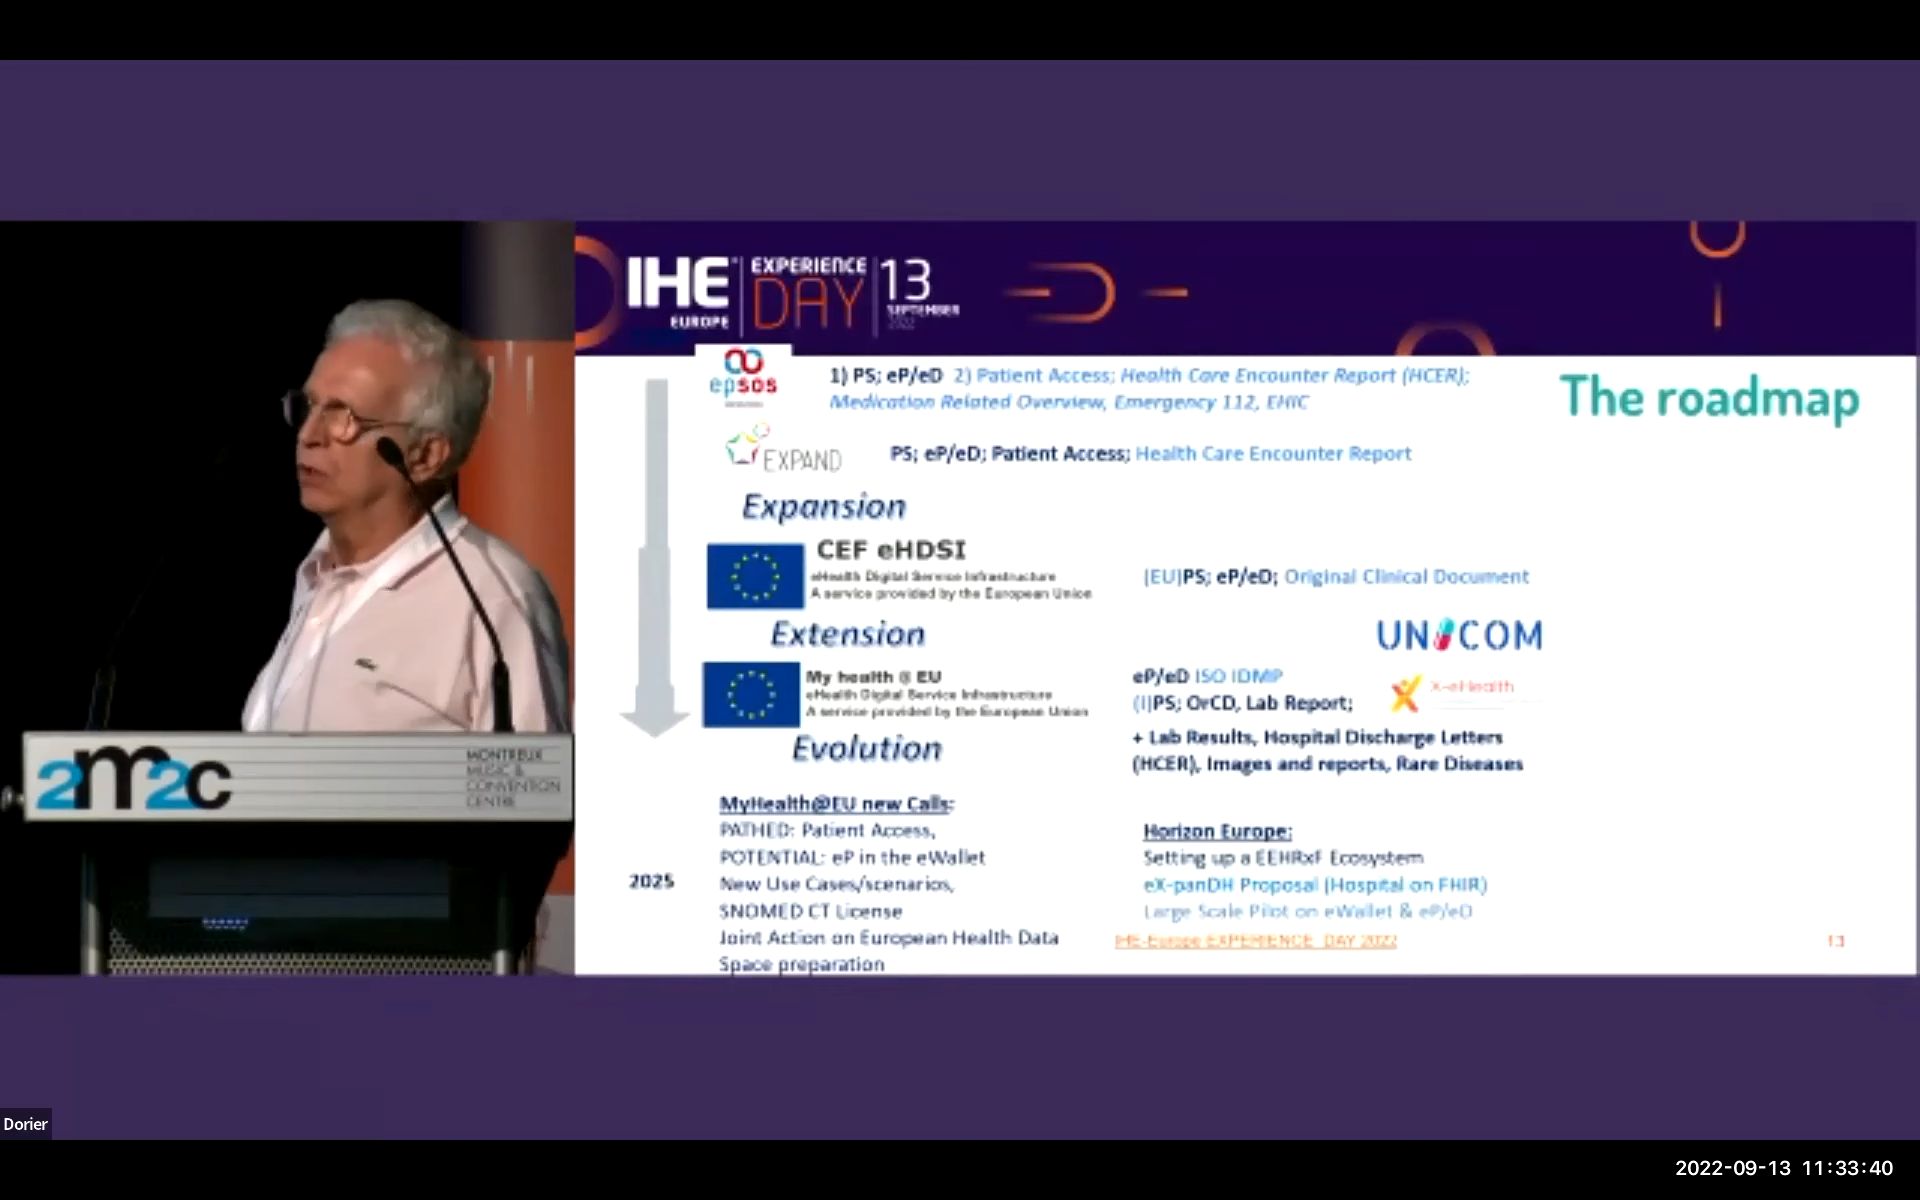 IHE
EUROPE
EXPERIENCE
DAY
13
SEPTEMBER
2022
epsos
1) PS; eP/eD 2) Patient Access; Health Care Encounter Report (HCER);
Medication Related Overview, Emergency 112, EHIC
The roadmap
EXPAND
PS; eP/eD; Patient Access; Health Care Encounter Report
Expansion
CEF eHDSI
eHealth Digital Service Infrastructure
A service provided by the European Union
(EU)PS; eP/eD; Original Clinical Document
Extension
UNICOM
My health @ EU
eHealth Digital Service Infrastructure
A service provided by the European Union
eP/eD ISO IDMP
(I)PS; OrCD, Lab Report;
X-eHealth
+ Lab Results, Hospital Discharge Letters
(HCER), Images and reports, Rare Diseases
Evolution
MyHealth@EU new Calls:
PATHED: Patient Access,
POTENTIAL: eP in the eWallet
New Use Cases/scenarios,
SNOMED CT License
Joint Action on European Health Data
Space preparation
2025
Horizon Europe:
Setting up a EEHRxF Ecosystem
eX-panDH Proposal (Hospital on FHIR)
Large Scale Pilot on eWallet & eP/eD
IHE-Europe EXPERIENCE DAY 2022
13
2m2c
MONTREUX
MUSIC &
CONVENTION
CENTRE
Dorier
2022-09-13 11:33:40